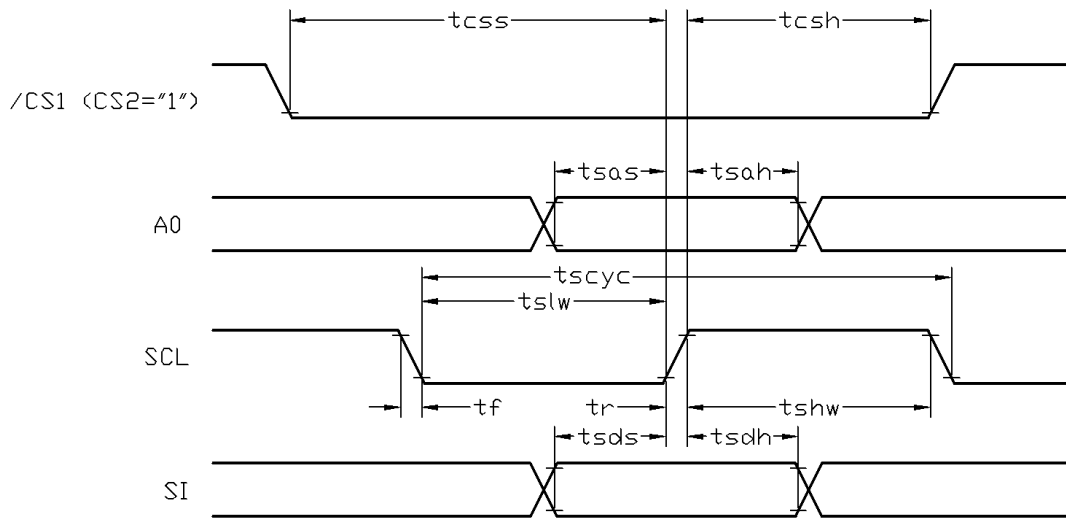 tcss tcsh
/CS1 (CS2="1")
tsas tsah
A0
tscyc
tslw
SCL
tf tr tshw
tsds tsdh
SI